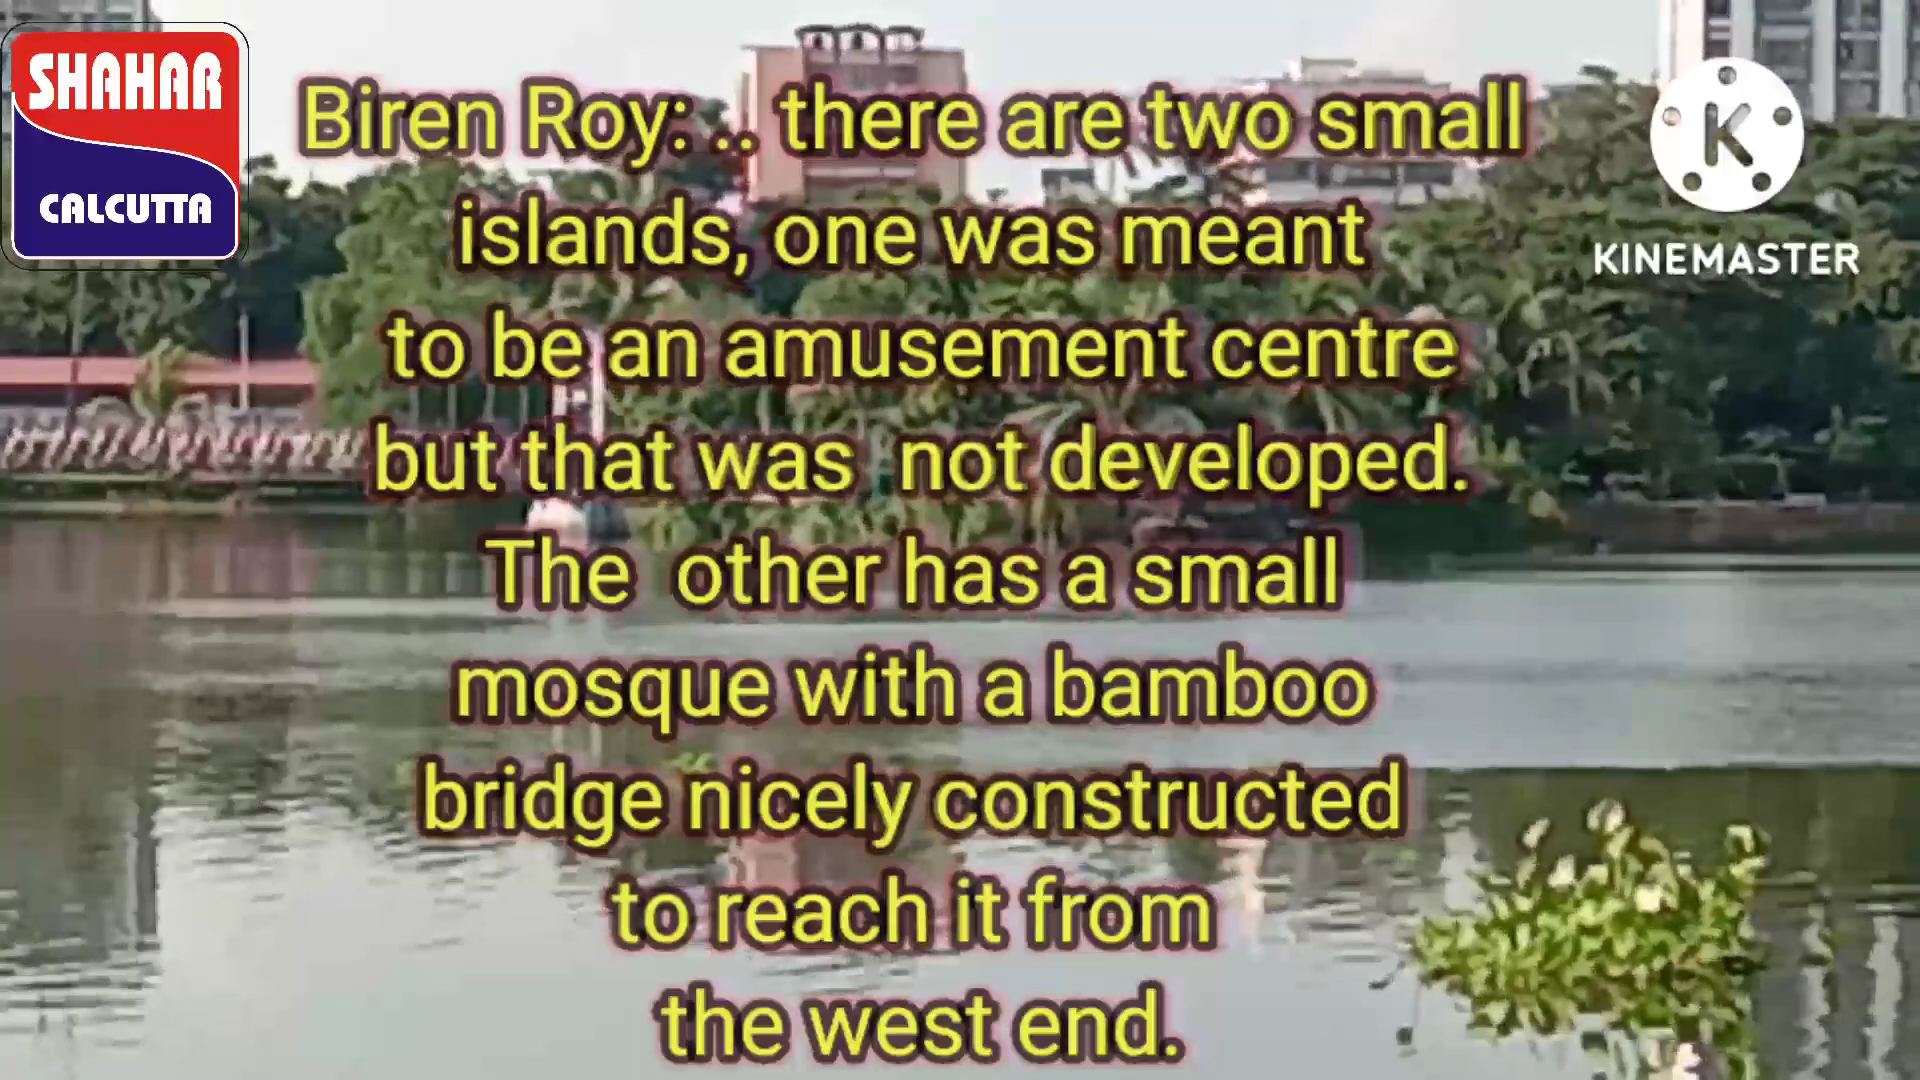 SHAHAR
CALCUTTA
Biren Roy: .. there are two small
islands, one was meant
to be an amusement centre
but that was not developed.
The other has a small
mosque with a bamboo
bridge nicely constructed
to reach it from
the west end.
K
KINEMASTER